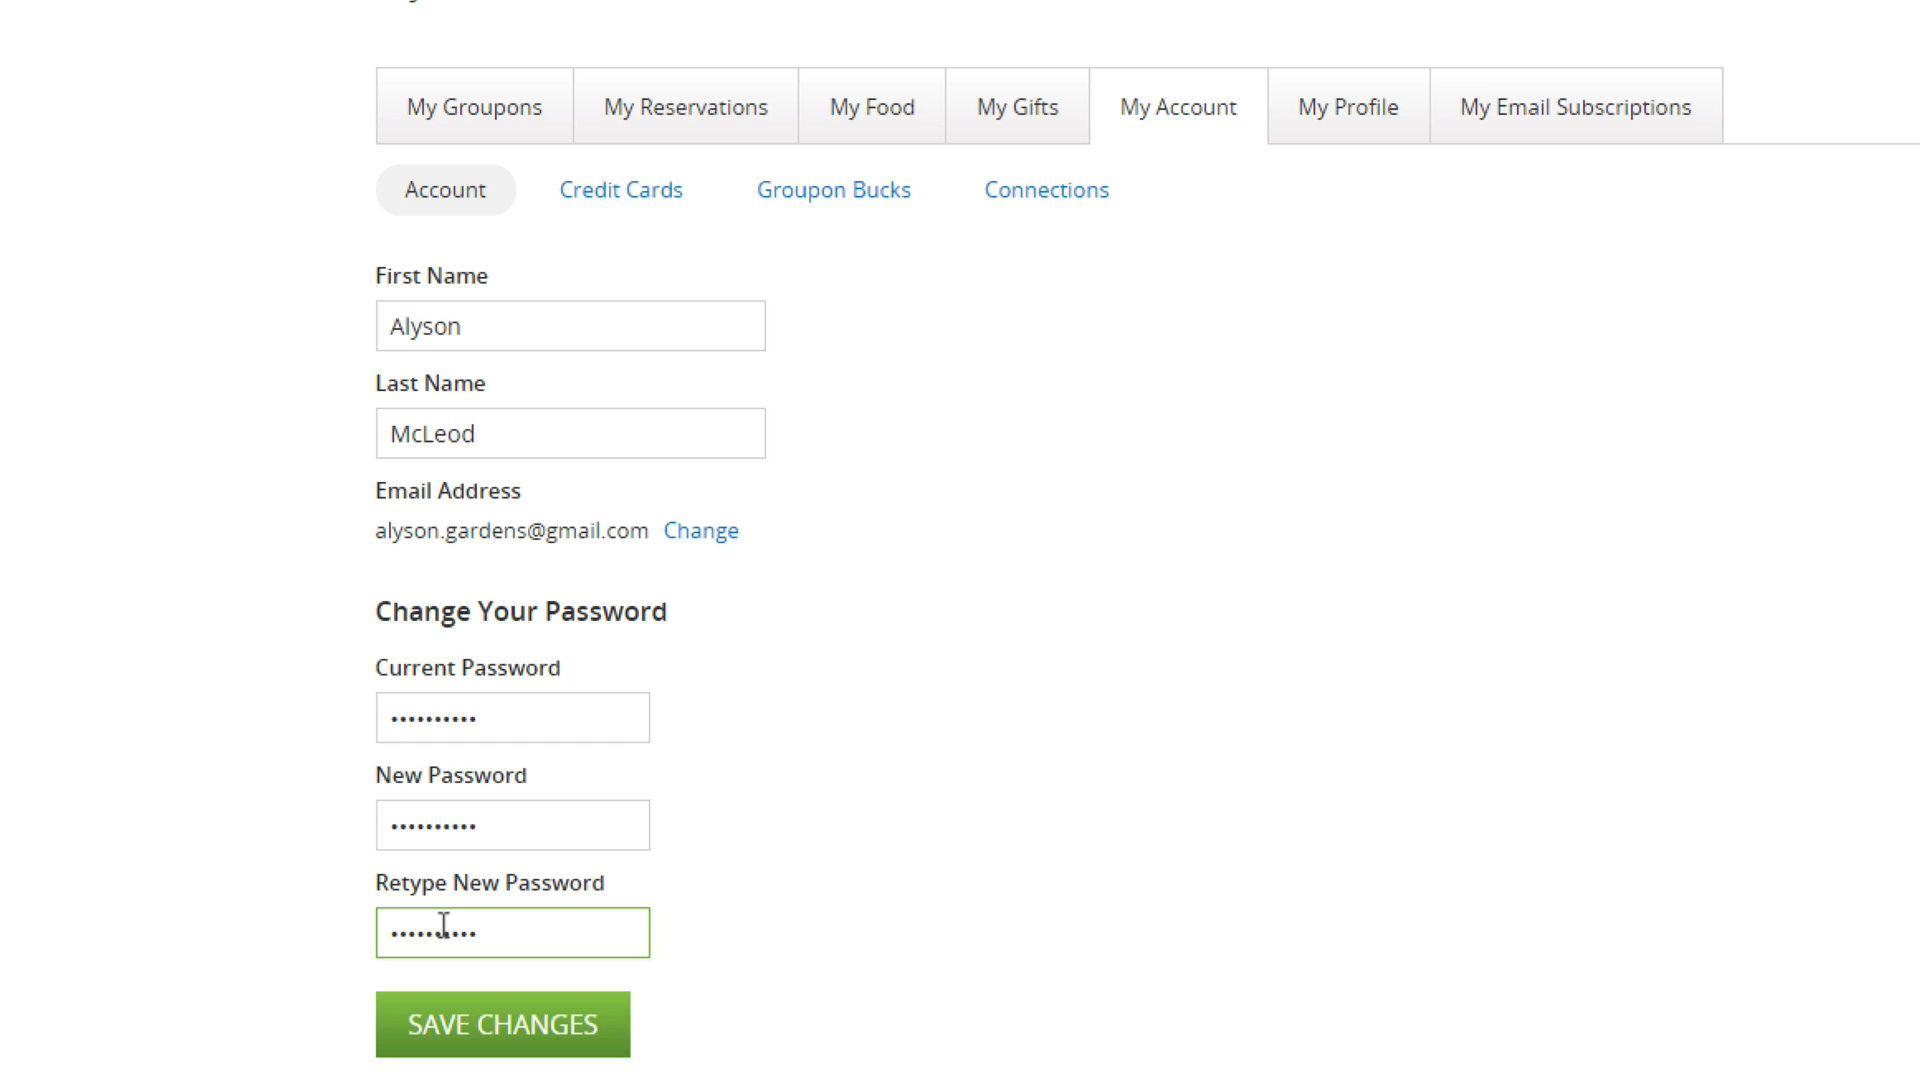 My Groupons My Reservations My Food My Gifts My Account My Profile My Email Subscriptions
Account Credit Cards Groupon Bucks Connections
First Name
Alyson
Last Name
McLeod
Email Address
alyson.gardens@gmail.com Change
Change Your Password
Current Password
••••••••••
New Password
••••••••••
Retype New Password
••••••••••
SAVE CHANGES